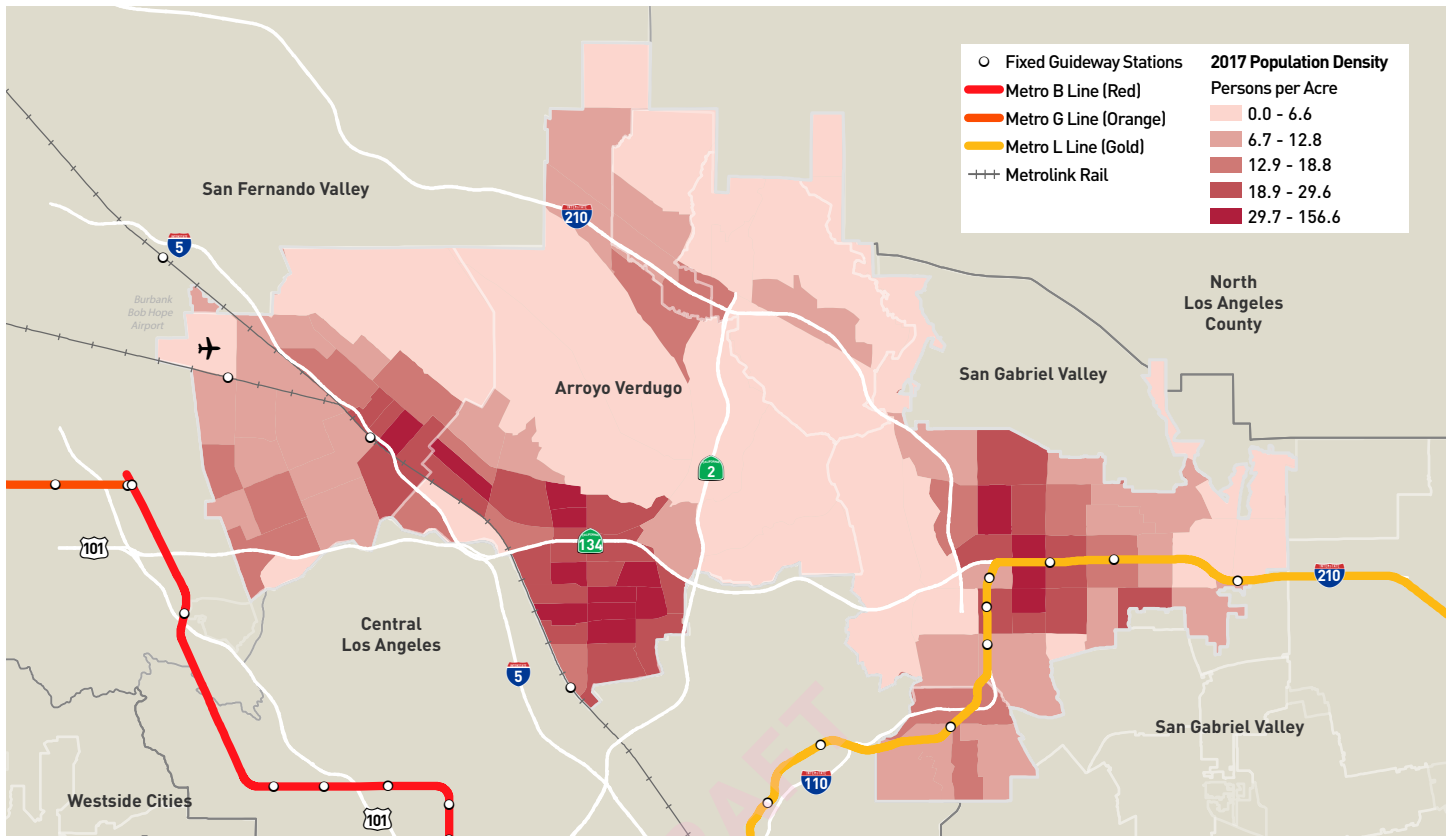 Fixed Guideway Stations
Metro B Line (Red)
Metro G Line (Orange)
Metro L Line (Gold)
Metrolink Rail
2017 Population Density
Persons per Acre
0.0 - 6.6
6.7 - 12.8
12.9 - 18.8
18.9 - 29.6
29.7 - 156.6
San Fernando Valley
210
5
Burbank
Bob Hope
Airport
North
Los Angeles
County
Arroyo Verdugo
San Gabriel Valley
2
101
134
210
Central
Los Angeles
5
San Gabriel Valley
110
Westside Cities
101